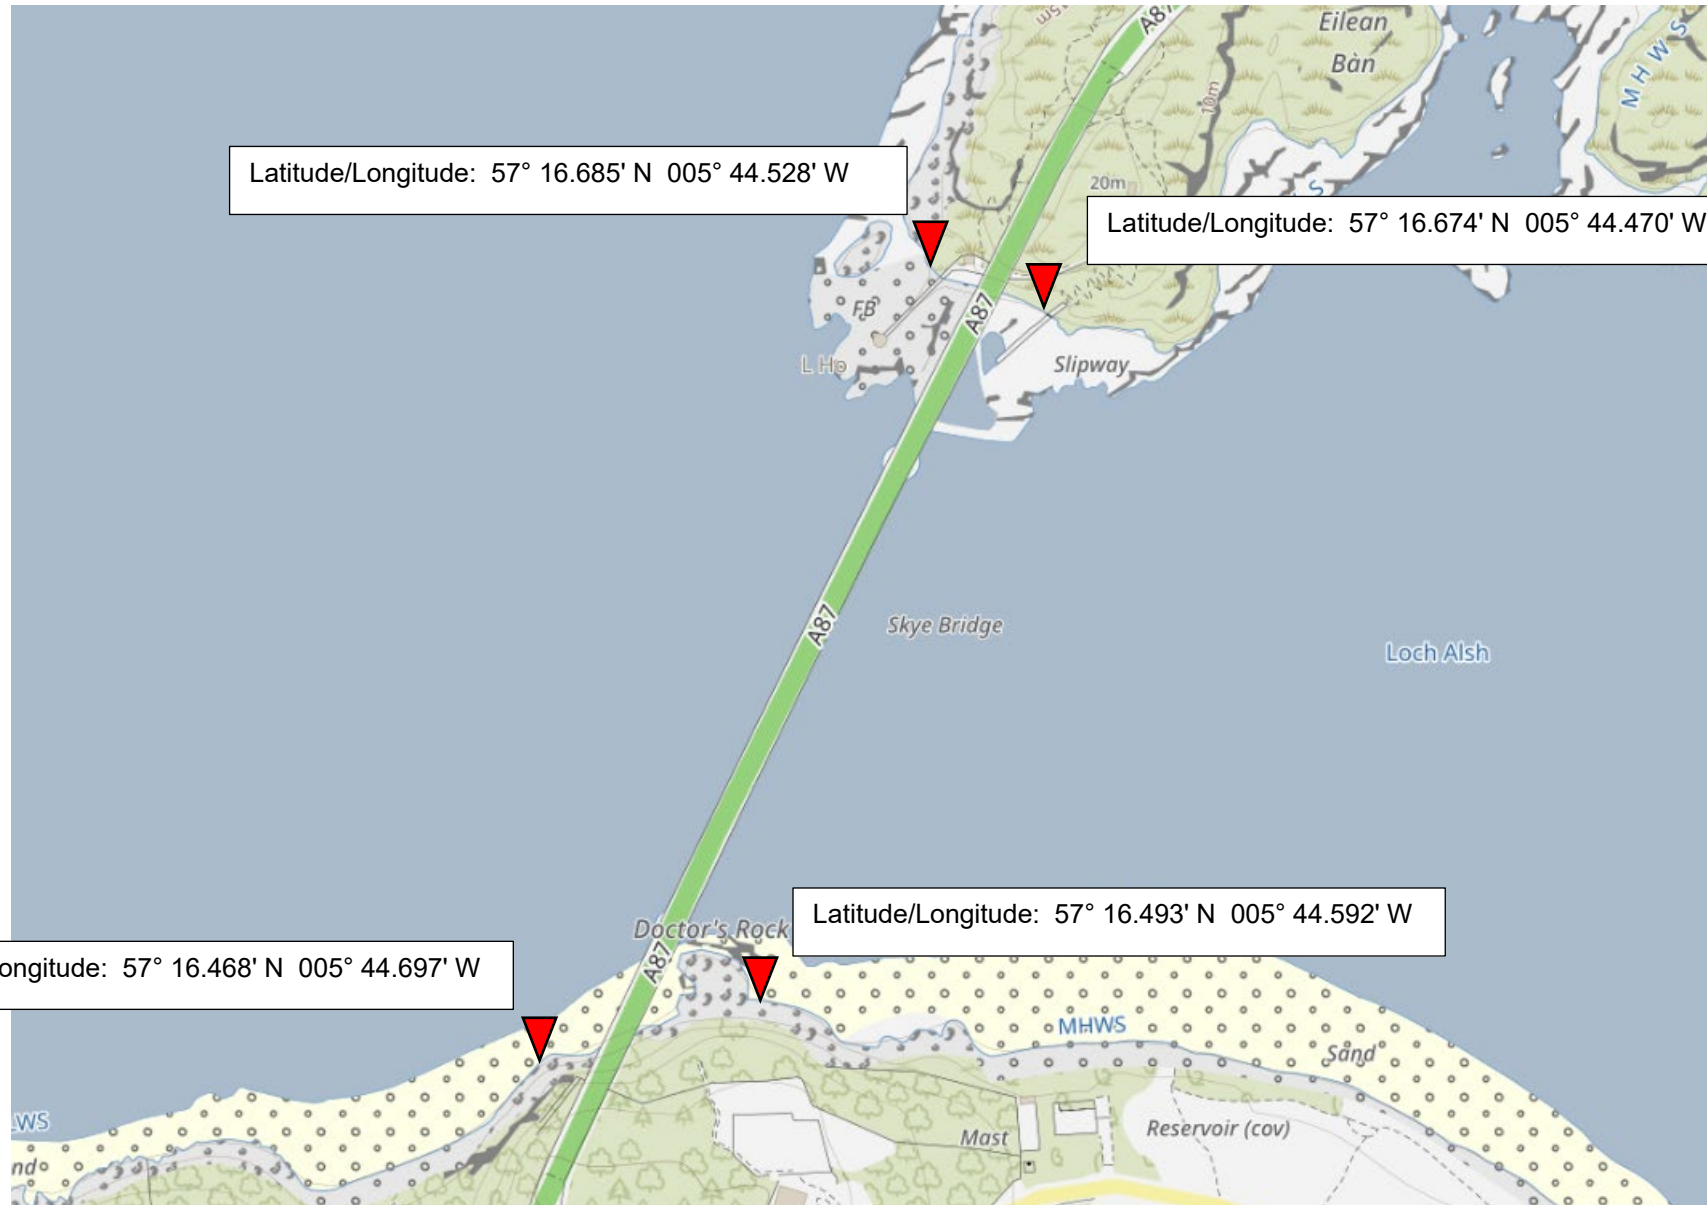 A87
Eilean
Bàn
MHWS
10m
Latitude/Longitude: 57° 16.685' N 005° 44.528' W
20m
Latitude/Longitude: 57° 16.674' N 005° 44.470' W
FB
A87
L Ho
Slipway
A87
Skye Bridge
Loch Alsh
Latitude/Longitude: 57° 16.493' N 005° 44.592' W
Doctor's Rock
A87
ongitude: 57° 16.468' N 005° 44.697' W
MHWS
Sand
WS
Mast
Reservoir (cov)
nd